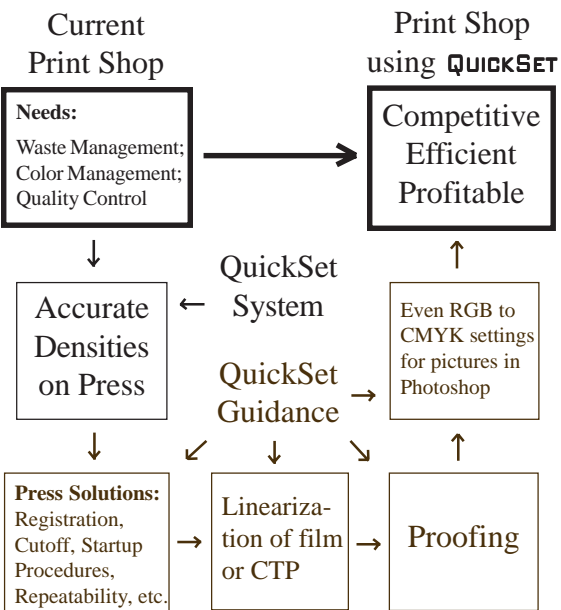 Current
Print Shop
Needs:
Waste Management;
Color Management;
Quality Control
Print Shop
using QUICKSET
Competitive
Efficient
Profitable
Accurate
Densities
on Press
QuickSet
System
QuickSet
Guidance
Even RGB to
CMYK settings
for pictures in
Photoshop
Press Solutions:
Registration,
Cutoff, Startup
Procedures,
Repeatability, etc.
Lineariza-
tion of film
or CTP
Proofing